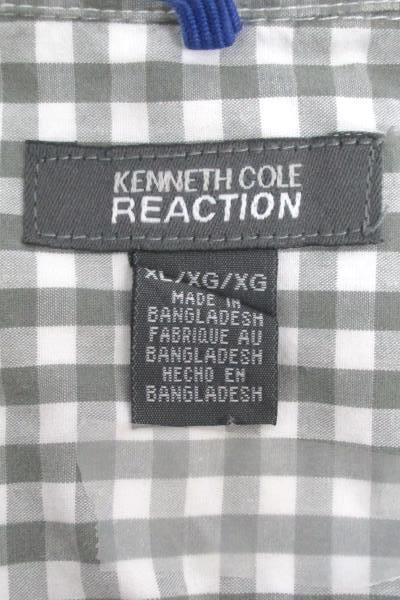 KENNETH COLE
REACTION
XL/XG/XG
MADE IN
BANGLADESH
FABRIQUE AU
BANGLADESH
HECHO EN
BANGLADESH